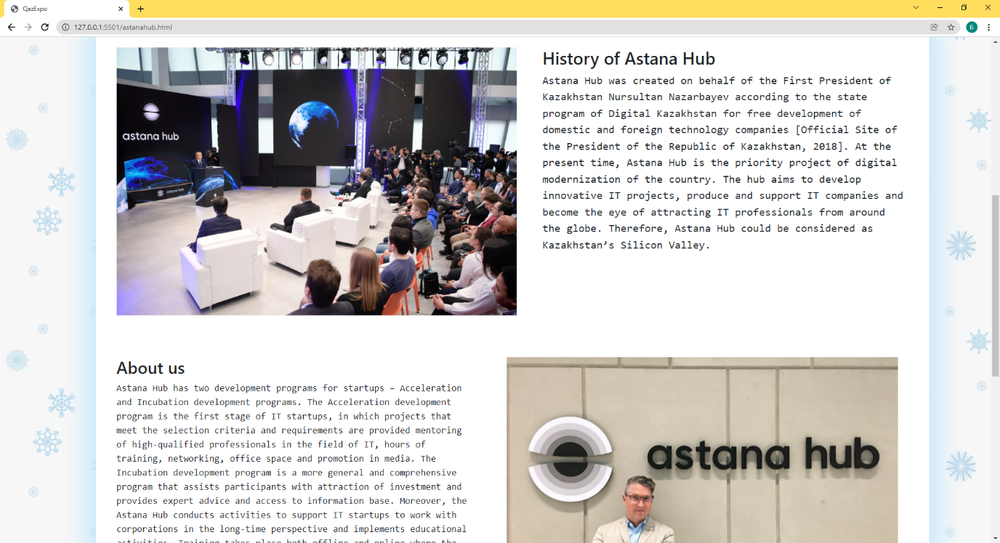 QazExpo
127.0.0.1:5501/astanahub.html
Б
astana hub
astana hub
History of Astana Hub
Astana Hub was created on behalf of the First President of
Kazakhstan Nursultan Nazarbayev according to the state
program of Digital Kazakhstan for free development of
domestic and foreign technology companies [Official Site of
the President of the Republic of Kazakhstan, 2018]. At the
present time, Astana Hub is the priority project of digital
modernization of the country. The hub aims to develop
innovative IT projects, produce and support IT companies and
become the eye of attracting IT professionals from around
the globe. Therefore, Astana Hub could be considered as
Kazakhstan’s Silicon Valley.
About us
Astana Hub has two development programs for startups – Acceleration
and Incubation development programs. The Acceleration development
program is the first stage of IT startups, in which projects that
meet the selection criteria and requirements are provided mentoring
of high-qualified professionals in the field of IT, hours of
training, networking, office space and promotion in media. The
Incubation development program is a more general and comprehensive
program that assists participants with attraction of investment and
provides expert advice and access to information base. Moreover, the
Astana Hub conducts activities to support IT startups to work with
corporations in the long-time perspective and implements educational
activities. Training takes place both offline and online where the
astana hub